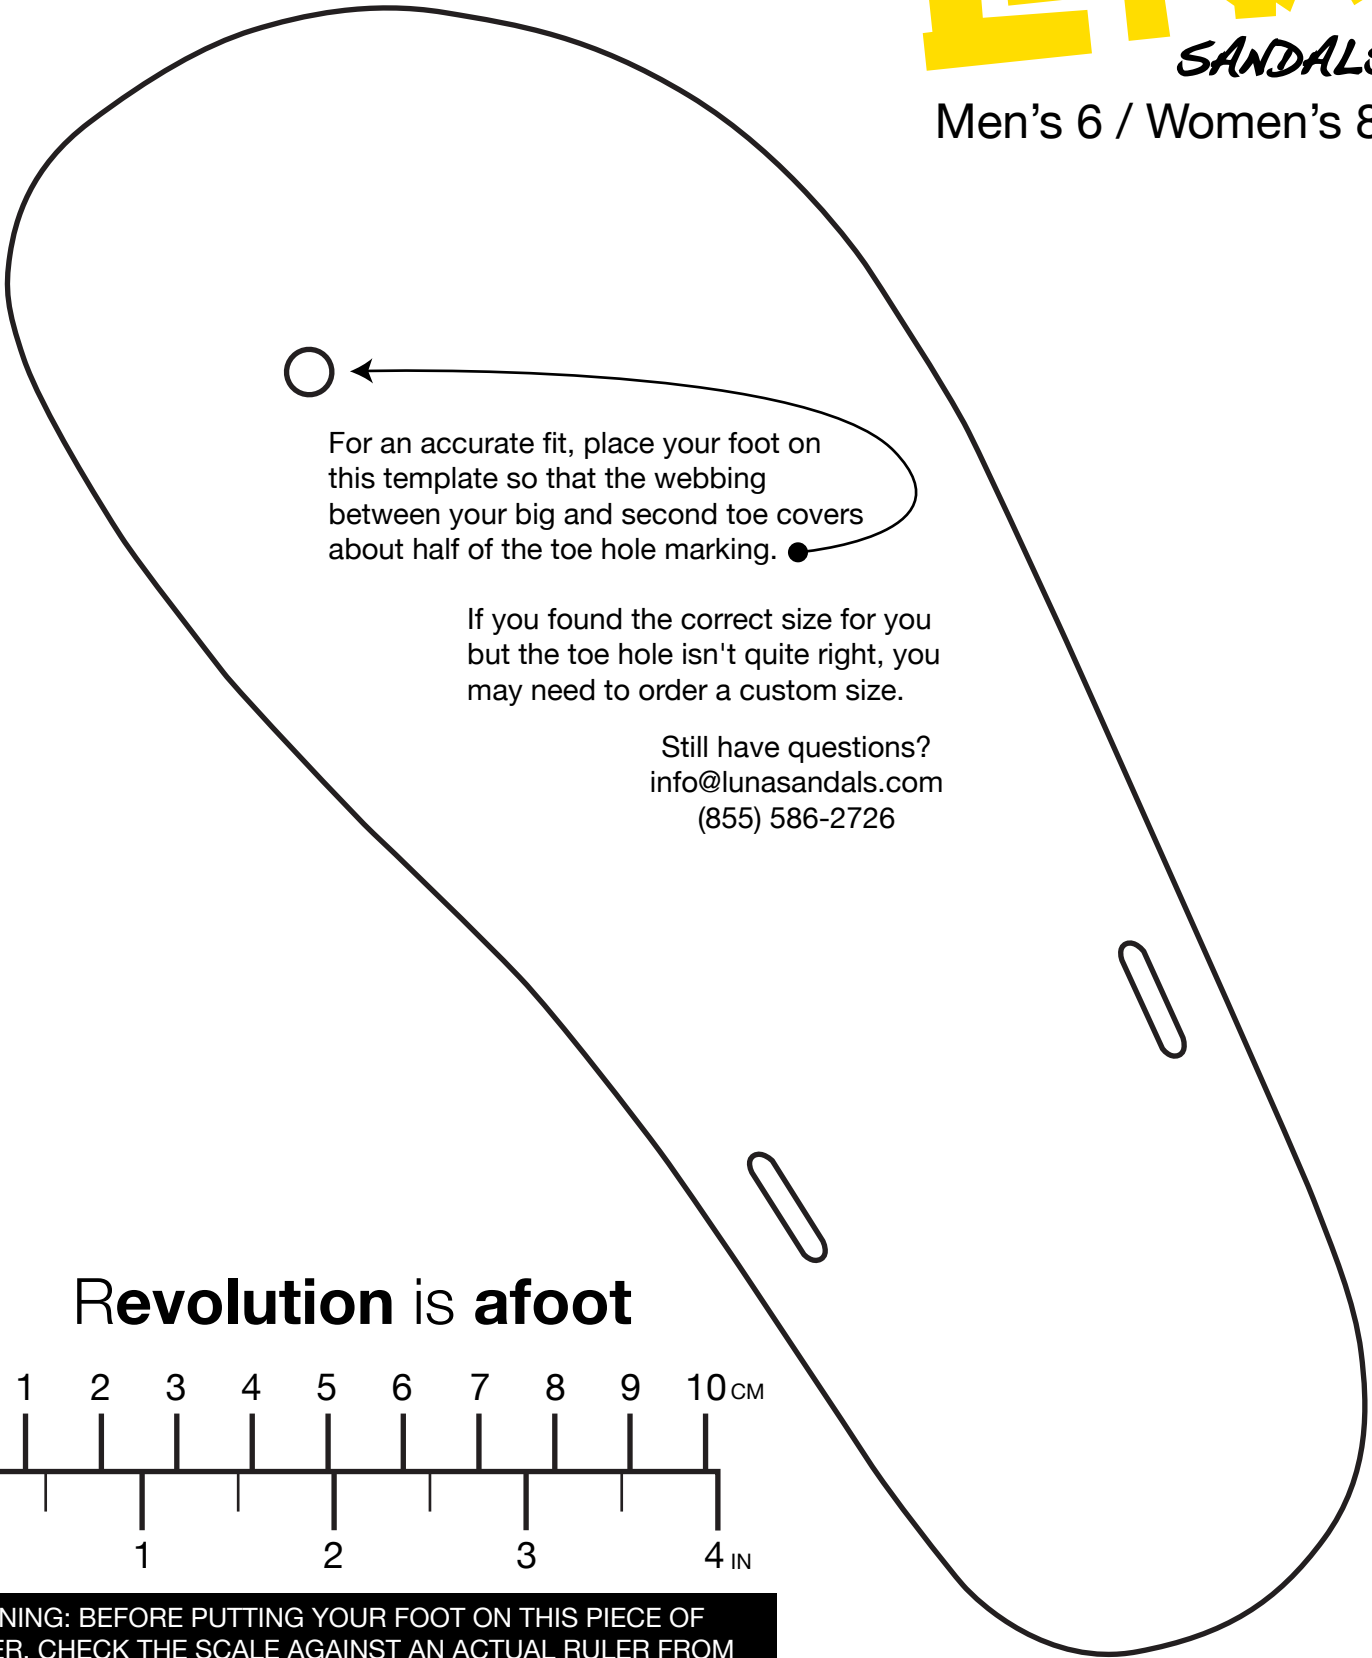 SANDALS
Men's 6 / Women's 8
For an accurate fit, place your foot on
this template so that the webbing
between your big and second toe covers
about half of the toe hole marking.
If you found the correct size for you
but the toe hole isn't quite right, you
may need to order a custom size.
Still have questions?
info@lunasandals.com
(855) 586-2726
Revolution is afoot
1 2 3 4 5 6 7 8 9 10 CM
1 2 3 4 IN
NING: BEFORE PUTTING YOUR FOOT ON THIS PIECE OF
ER, CHECK THE SCALE AGAINST AN ACTUAL RULER FROM